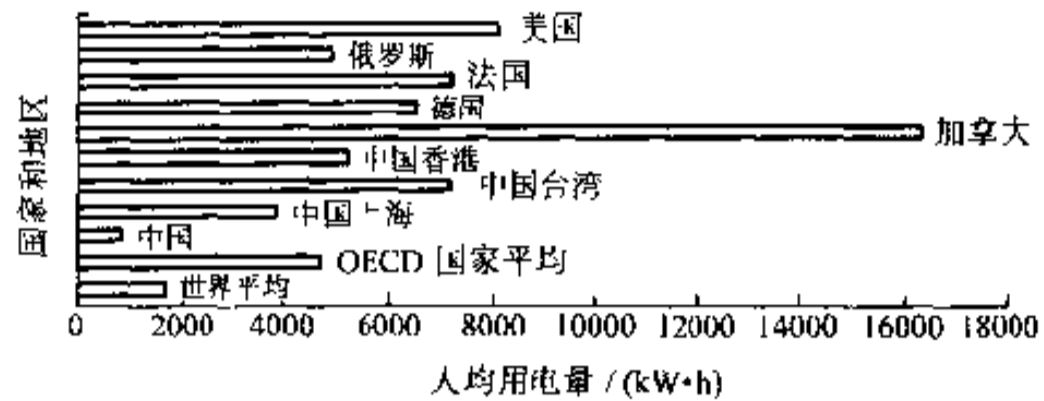 美国
俄罗斯
法国
德国
加拿大
中国香港
中国台湾
中国上海
中国
OECD 国家平均
世界平均
国家和地区
0 2000 4000 6000 8000 10000 12000 14000 16000 18000
人均用电量 / (kW·h)